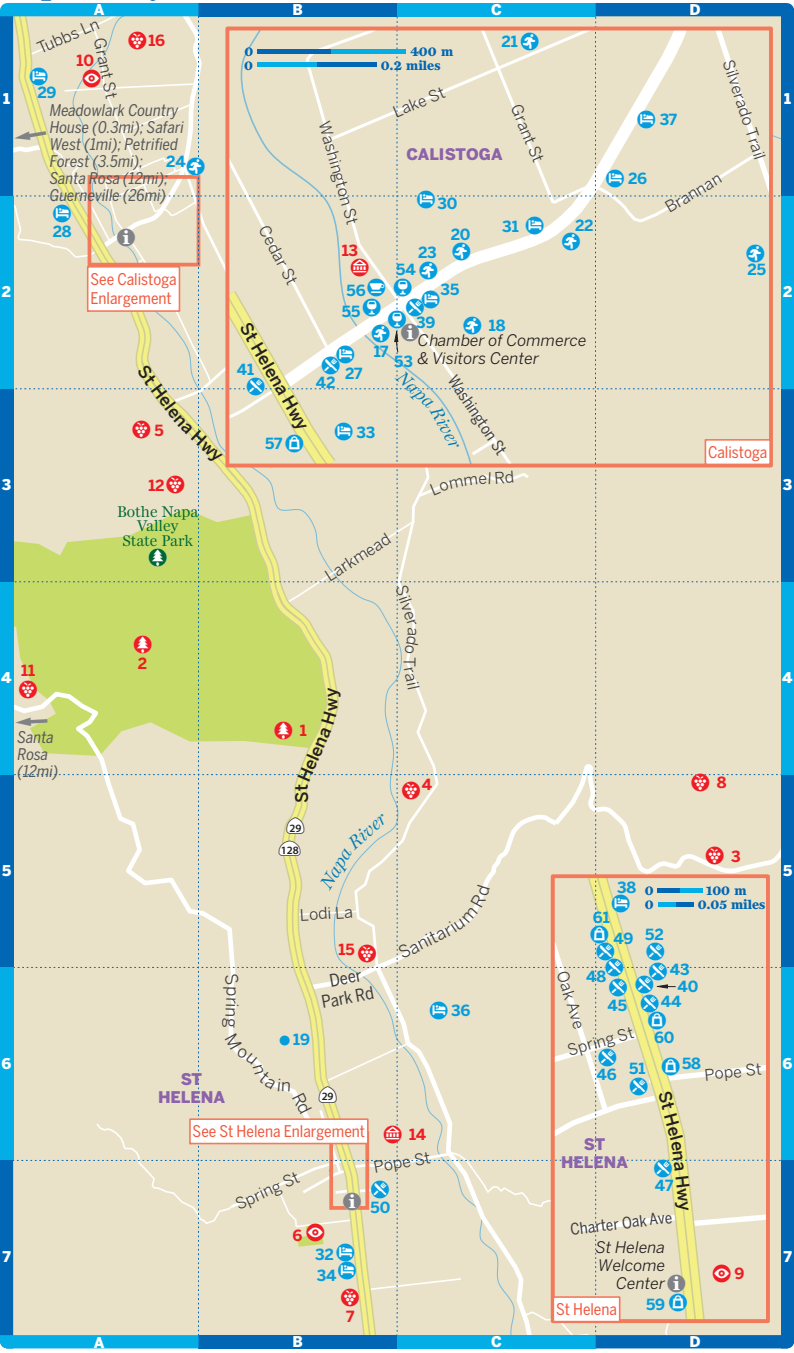 A B C D
1
Tubbs Ln
Grant St
16
10
29
Meadowlark Country
House (0.3mi); Safari
West (1mi); Petrified
Forest (3.5mi);
Santa Rosa (12mi);
Guerneville (26mi)
24
28
See Calistoga
Enlargement
0 400 m
0 0.2 miles
21
Lake St
Grant St
Silverado Trail
Washington St
CALISTOGA
37
26
Brannan
30
31
22
20
23
13
Cedar St
54
56
35
55
25
39
18
17
53
Chamber of Commerce
& Visitors Center
27
42
41
St Helena Hwy
Napa River
Washington St
33
57
Calistoga
1
2
2
St Helena Hwy
5
12
3
3
Bothe Napa
Valley
State Park
Lommel Rd
Larkmead
Silverado Trail
2
11
4
4
1
Santa
Rosa
(12mi)
St Helena Hwy
4
8
3
29
128
Napa River
5
5
Lodi La
15
Sanitarium Rd
Deer
Park Rd
36
Spring Mountain Rd
19
6
6
ST
HELENA
29
See St Helena Enlargement
14
Pope St
Spring St
50
6
32
34
7
7
7
38
0 100 m
0 0.05 miles
61
49
52
48
43
40
45
44
60
Oak Ave
Spring St
46
51
58
Pope St
ST
HELENA
St Helena Hwy
47
Charter Oak Ave
St Helena
Welcome
Center
9
59
St Helena
A B C D